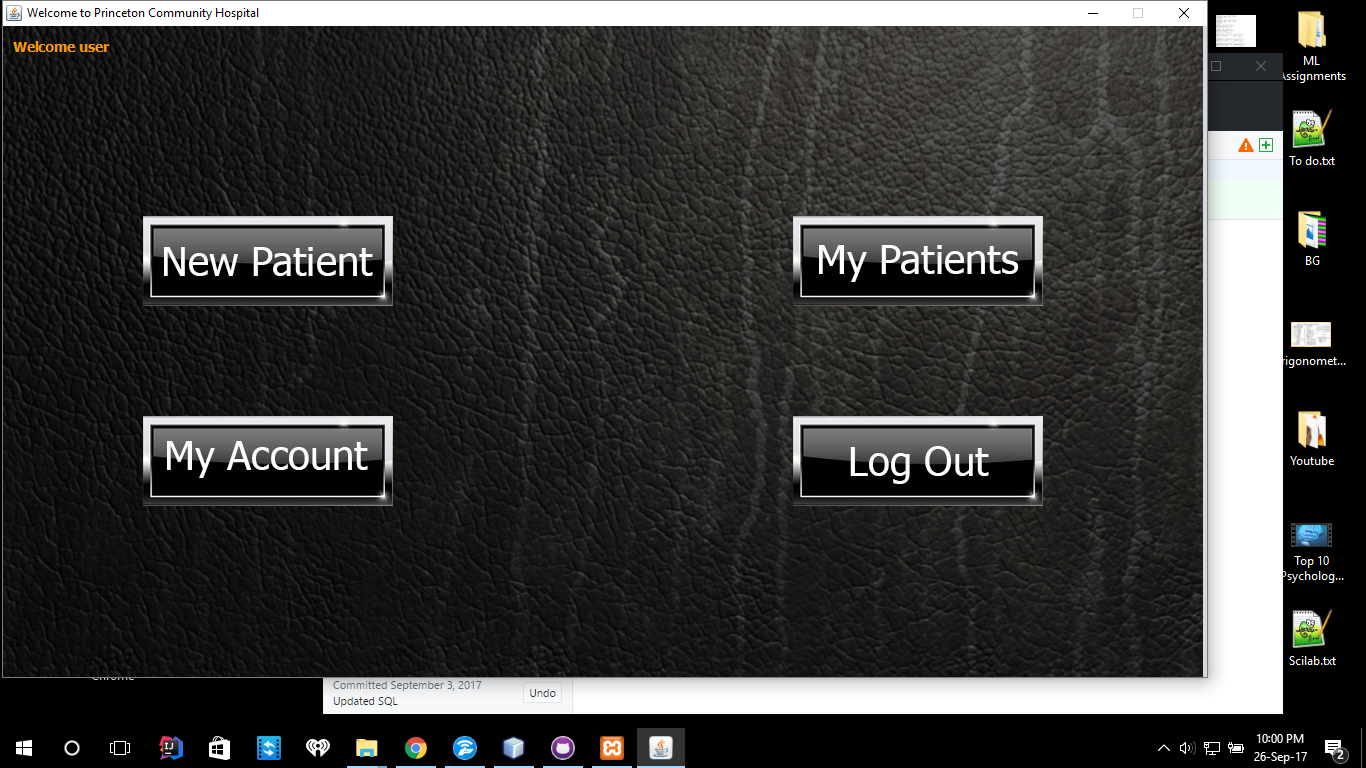 Welcome to Princeton Community Hospital
Welcome user
New Patient
My Patients
My Account
Log Out
Committed September 3, 2017
Undo
Updated SQL
ML
Assignments
To do.txt
BG
rigonomet...
Youtube
Top 10
Psycholog...
Scilab.txt
IJ
10:00 PM
26-Sep-17
2